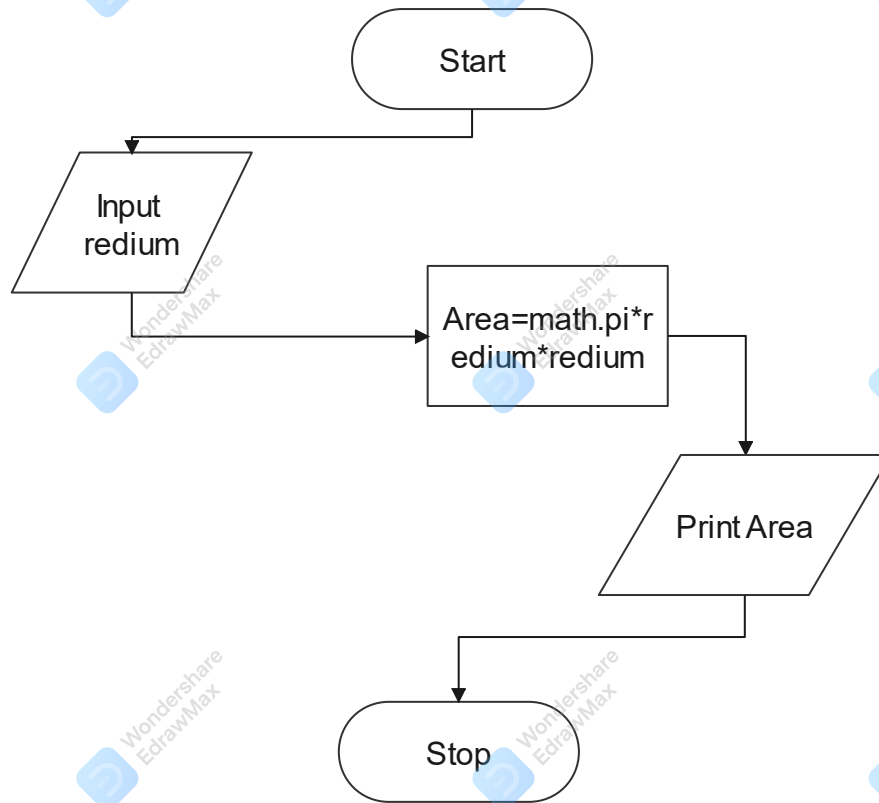 Start
Input
redium
Wondershare
EdrawMax
Wondershare
EdrawMax
Area=math.pi*r
edium*redium
Print Area
Wondershare
EdrawMax
Wondershare
EdrawMax
Stop